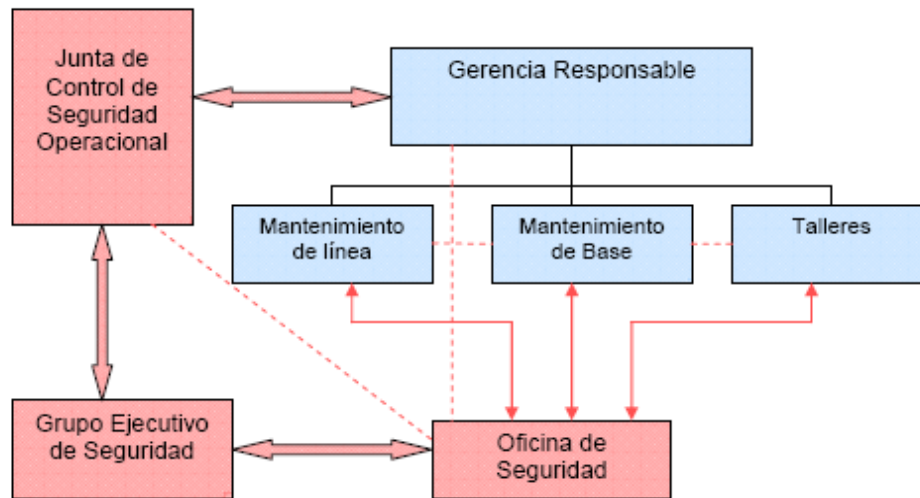 Junta de
Control de
Seguridad
Operacional
Gerencia Responsable
Mantenimiento
de línea
Mantenimiento
de Base
Talleres
Grupo Ejecutivo
de Seguridad
Oficina de
Seguridad